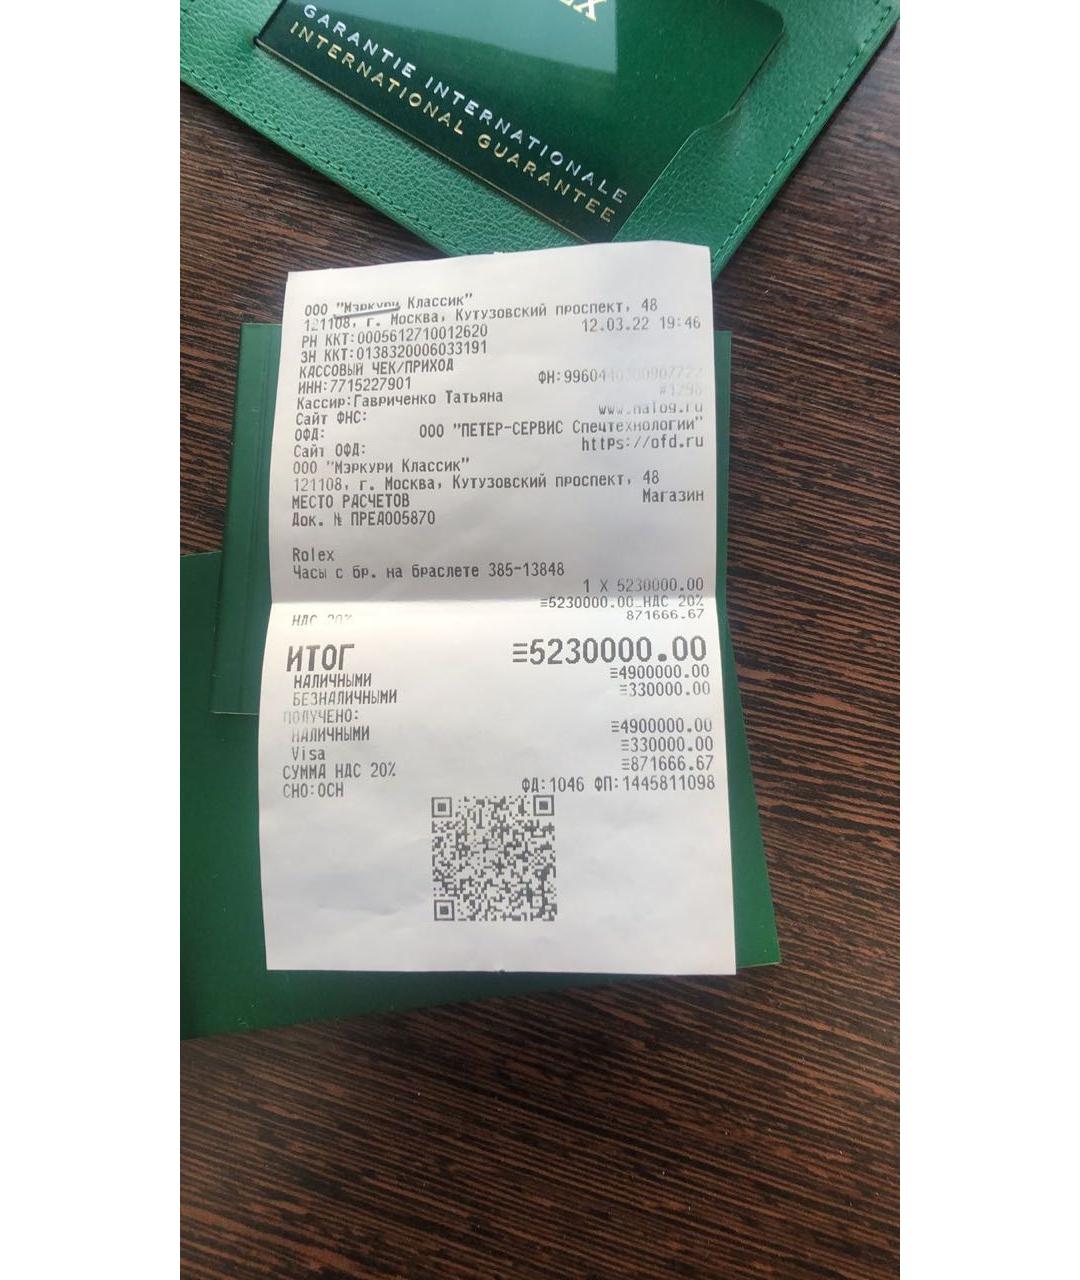 EX
GARANTIE INTERNATIONALE
INTERNATIONAL GUARANTEE
ООО "Мэркури Классик"
121108, г. Москва, Кутузовский проспект, 48
РН ККТ:0005612710012620 12.03.22 19:46
ЗН ККТ:0138320006033191
КАССОВЫЙ ЧЕК/ПРИХОД
ИНН:7715227901
Кассир:Гавриченко Татьяна #1296
Сайт ФНС: www.nalog.ru
ОФД: ООО "ПЕТЕР-СЕРВИС Спецтехнологии"
Сайт ОФД: https://ofd.ru
ООО "Мэркури Классик"
121108, г. Москва, Кутузовский проспект, 48
МЕСТО РАСЧЕТОВ Магазин
Док. № ПРЕД005870
Rolex
Часы с бр. на браслете 385-13848
1 X 5230000.00
≡5230000.00_НДС 20%
НДС 20% 871666.67
ИТОГ ≡5230000.00
НАЛИЧНЫМИ ≡4900000.00
БЕЗНАЛИЧНЫМИ ≡330000.00
ПОЛУЧЕНО:
НАЛИЧНЫМИ ≡4900000.00
Visa ≡330000.00
СУММА НДС 20% ≡871666.67
СНО:ОСН ФД:1046 ФП:1445811098